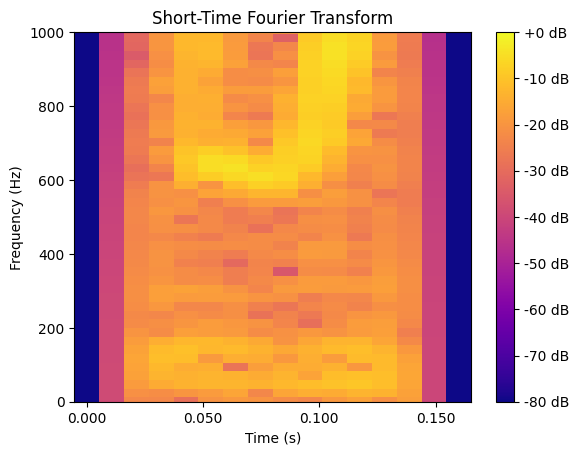 Short-Time Fourier Transform
1000
800
600
400
200
0
Frequency (Hz)
0.000
0.050
0.100
0.150
Time (s)
+0 dB
-10 dB
-20 dB
-30 dB
-40 dB
-50 dB
-60 dB
-70 dB
-80 dB